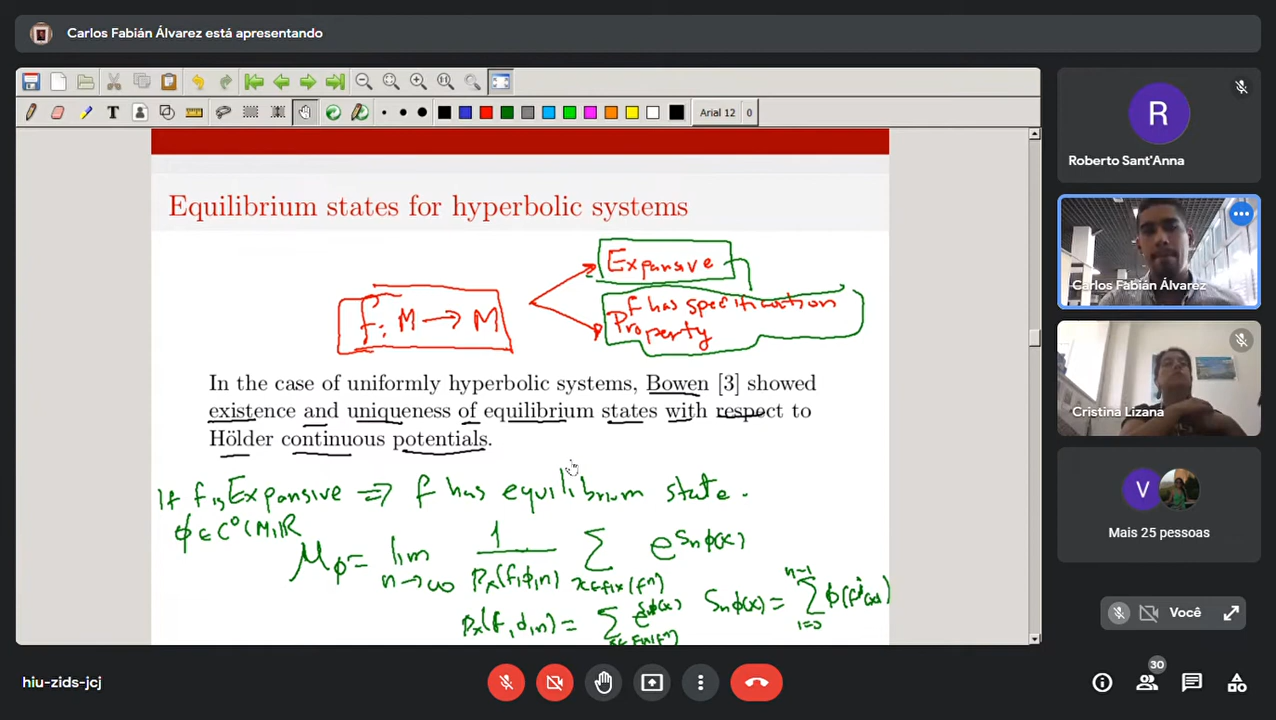 Carlos Fabián Álvarez está apresentando
Arial 12
0
Equilibrium states for hyperbolic systems
Expansive
f has specification
Property
f: M → M
In the case of uniformly hyperbolic systems, Bowen [3] showed
existence and uniqueness of equilibrium states with respect to
Hölder continuous potentials.
If f is Expansive ⇒ f has equilibrium state.
ϕ ∈ C⁰(M,)ℝ
μϕ = lim n→∞ 1/Pₓ(f,ϕ,n) Σ x∈fix(fⁿ) e^Snϕ(x)
Snϕ(x) = Σ i=0 n-1 ϕ(fⁱ(x))
Pₓ(f,ϕ,n) = Σ x∈Fix(fⁿ) e^Snϕ(x)
R
Roberto Sant'Anna
Carlos Fabián Álvarez
Cristina Lizana
V
Mais 25 pessoas
Você
hiu-zids-jcj
30